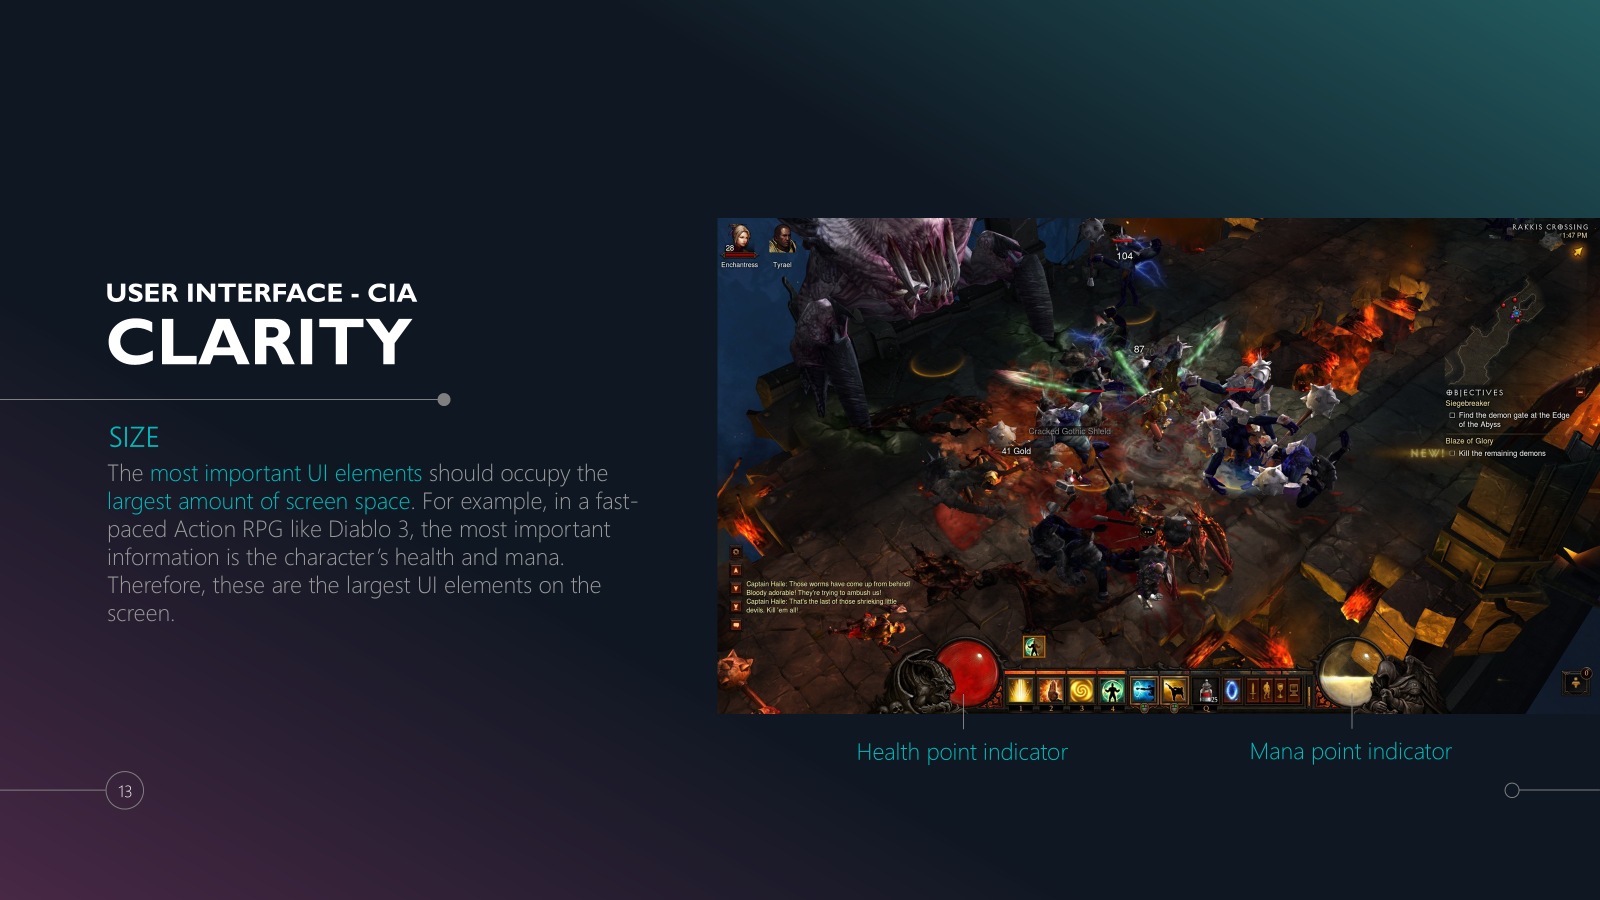 USER INTERFACE - CIA
CLARITY
SIZE
The most important UI elements should occupy the
largest amount of screen space. For example, in a fast-
paced Action RPG like Diablo 3, the most important
information is the character's health and mana.
Therefore, these are the largest UI elements on the
screen.
28
Enchantress
Tyrael
104
RAKKIS CROSSING
1:47 PM
87
OBJECTIVES
Siegebreaker
Find the demon gate at the Edge
of the Abyss
Blaze of Glory
NEW! Kill the remaining demons
Cracked Gothic Shield
41 Gold
Captain Haile: Those worms have come up from behind!
Bloody adorable! They're trying to ambush us!
Captain Haile: That's the last of those shrieking little
devils. Kill 'em all!
1 2 3 4 Q
Health point indicator
Mana point indicator
13